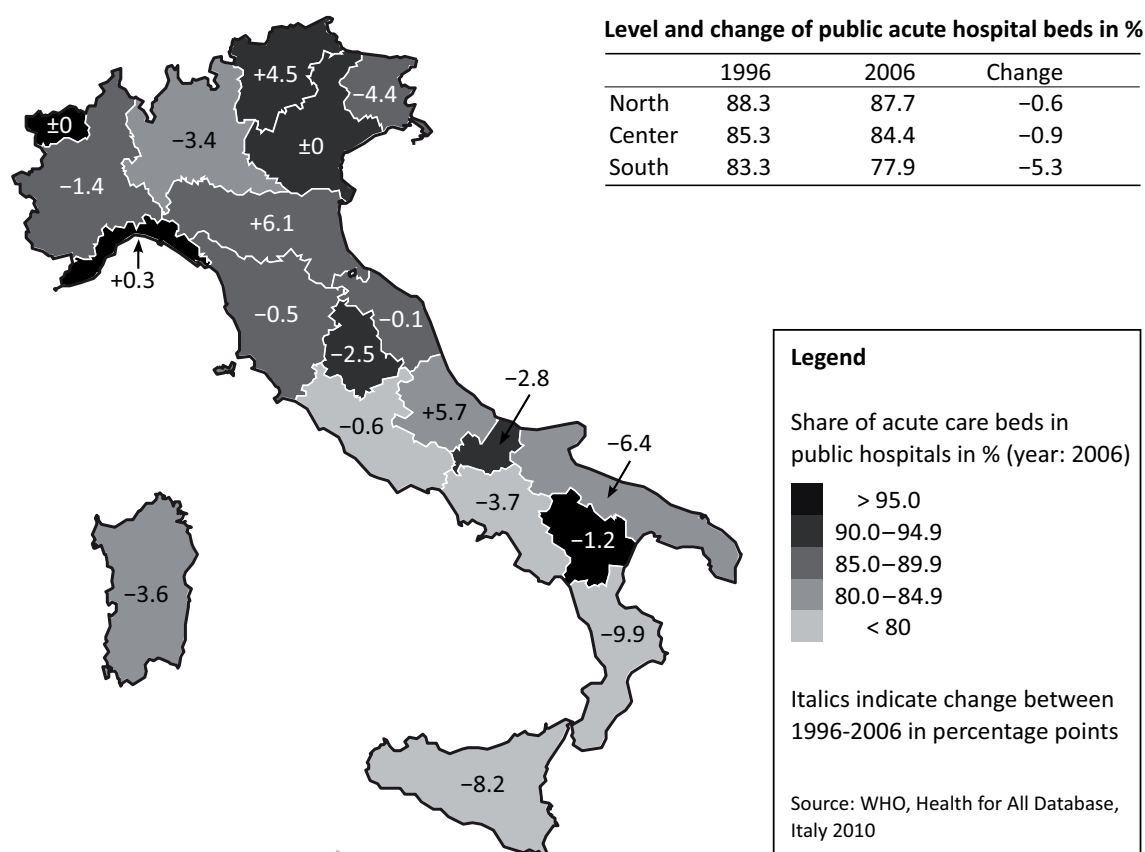 Level and change of public acute hospital beds in %
1996 2006 Change
North 88.3 87.7 −0.6
Center 85.3 84.4 −0.9
South 83.3 77.9 −5.3
+4.5
−4.4
±0
−3.4
±0
−1.4
+6.1
+0.3
−0.5
−0.1
−2.5
−2.8
+5.7
−0.6
−6.4
−3.7
−1.2
−3.6
−9.9
−8.2
Legend
Share of acute care beds in
public hospitals in % (year: 2006)
> 95.0
90.0–94.9
85.0–89.9
80.0–84.9
< 80
Italics indicate change between
1996-2006 in percentage points
Source: WHO, Health for All Database,
Italy 2010